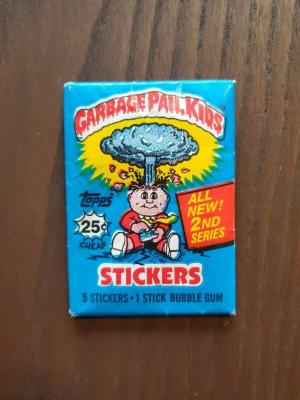 GARBAGE PAIL KIDS
topps
25¢
CHEAP
ALL
NEW!
2ND
SERIES
STICKERS
5 STICKERS • 1 STICK BUBBLE GUM